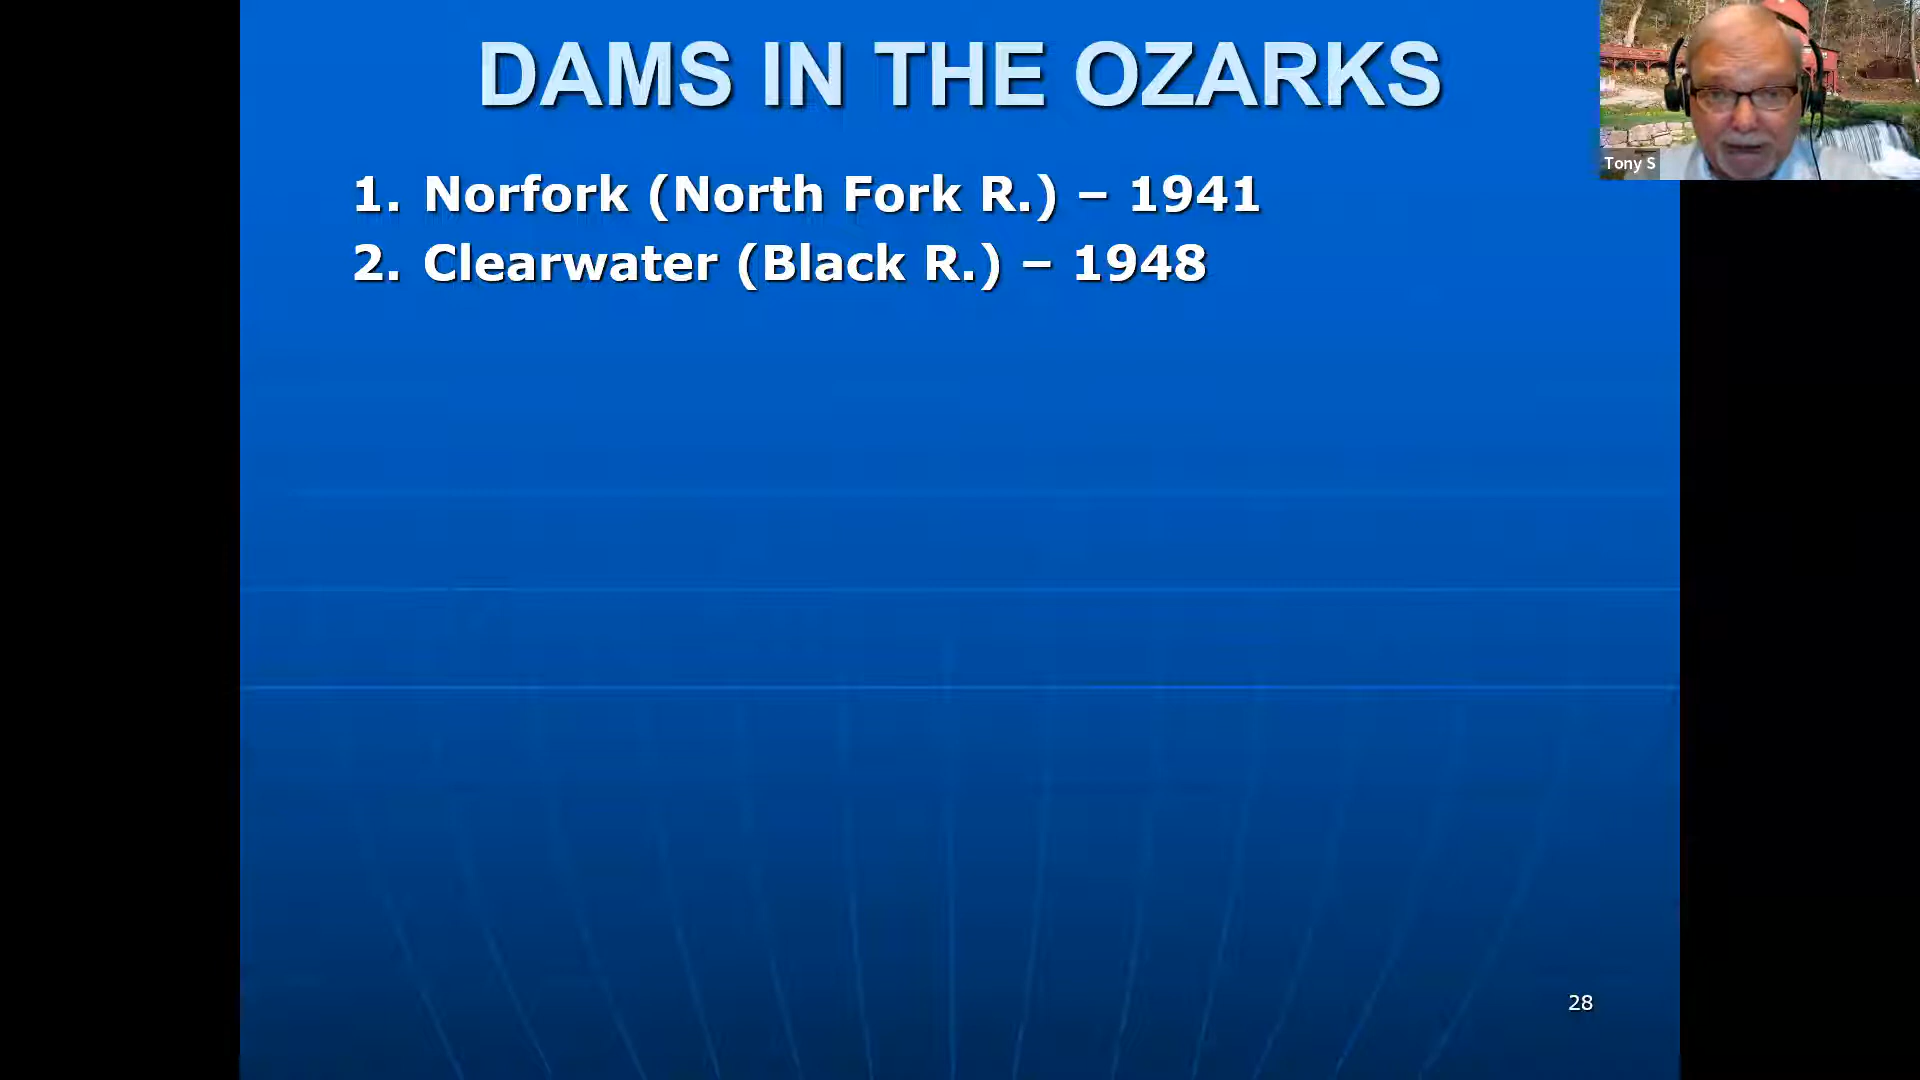 DAMS IN THE OZARKS
Tony S
1. Norfork (North Fork R.) – 1941
2. Clearwater (Black R.) – 1948
28